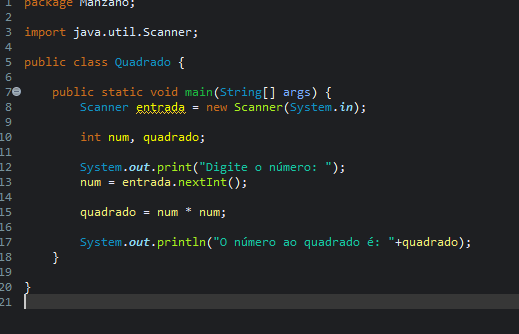 1 package Manzano;
2
3 import java.util.Scanner;
4
5 public class Quadrado {
6
7 public static void main(String[] args) {
8 Scanner entrada = new Scanner(System.in);
9
10 int num, quadrado;
11
12 System.out.print("Digite o número: ");
13 num = entrada.nextInt();
14
15 quadrado = num * num;
16
17 System.out.println("O número ao quadrado é: "+quadrado);
18 }
19
20 }
21